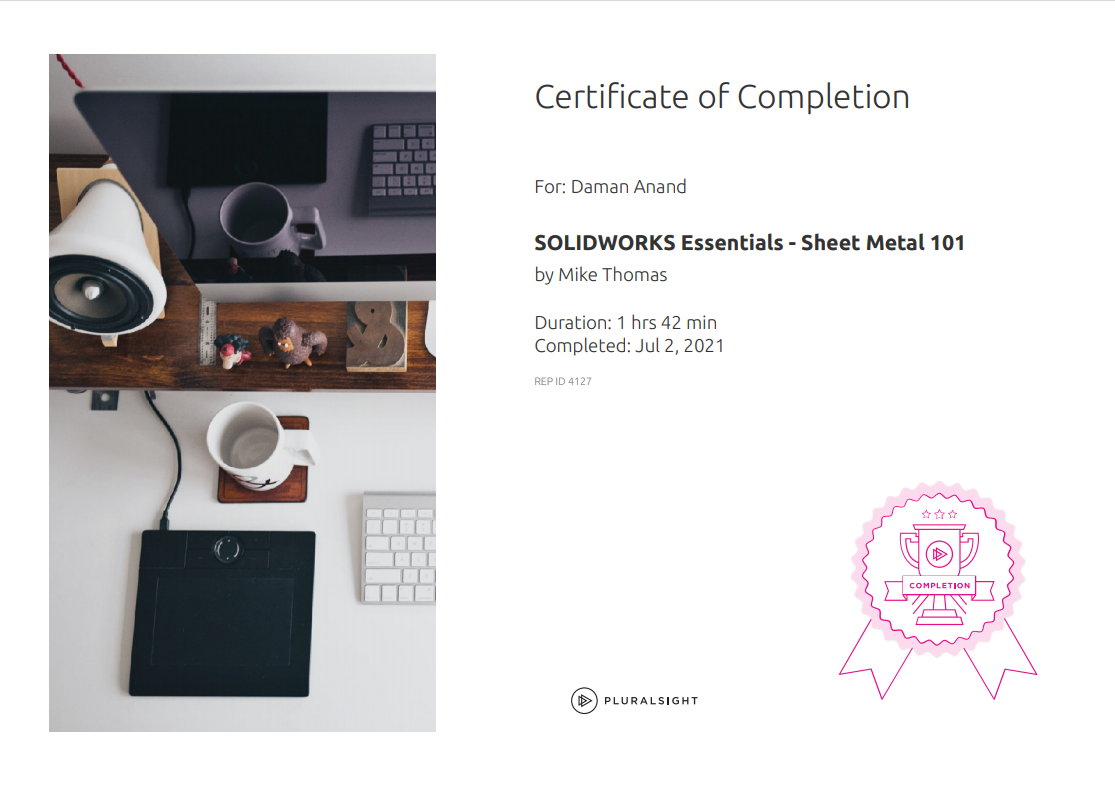 Certificate of Completion
For: Daman Anand
SOLIDWORKS Essentials - Sheet Metal 101
by Mike Thomas
Duration: 1 hrs 42 min
Completed: Jul 2, 2021
REP ID 4127
COMPLETION
PLURALSIGHT